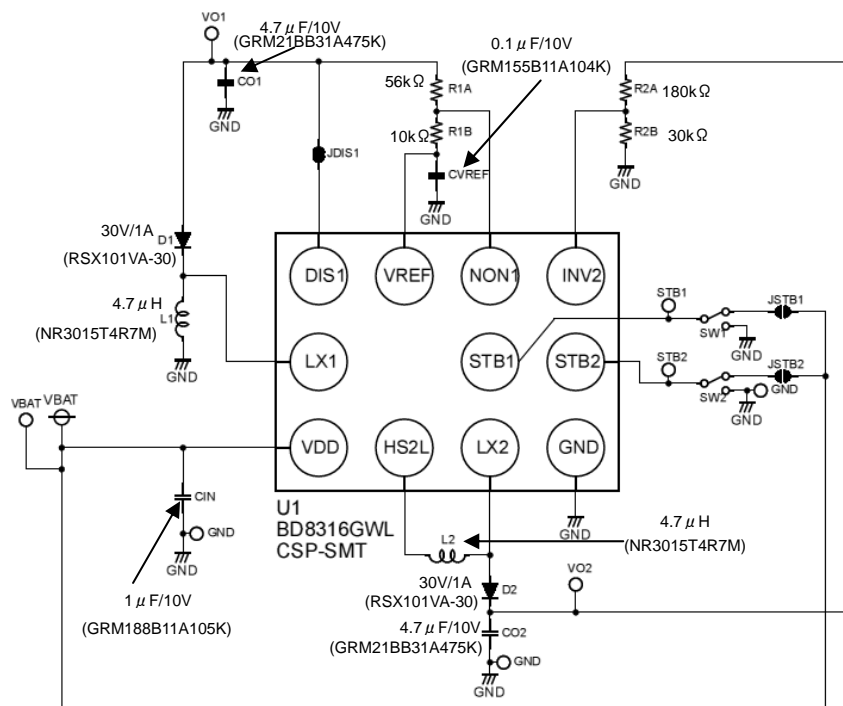 VO1
4.7μF/10V
(GRM21BB31A475K)
CO1
GND
0.1μF/10V
(GRM155B11A104K)
56kΩ
R1A
10kΩ
R1B
CVREF
GND
R2A
180kΩ
R2B
30kΩ
GND
JDIS1
30V/1A
D1
(RSX101VA-30)
4.7μH
L1
(NR3015T4R7M)
GND
DIS1
VREF
NON1
INV2
LX1
STB1
STB2
VDD
HS2L
LX2
GND
STB1
SW1
JSTB1
GND
STB2
SW2
JSTB2
GND
GND
VBAT
VBAT
CIN
GND
GND
1μF/10V
(GRM188B11A105K)
U1
BD8316GWL
CSP-SMT
L2
4.7μH
(NR3015T4R7M)
GND
30V/1A
D2
(RSX101VA-30)
VO2
4.7μF/10V
CO2
(GRM21BB31A475K)
GND
GND